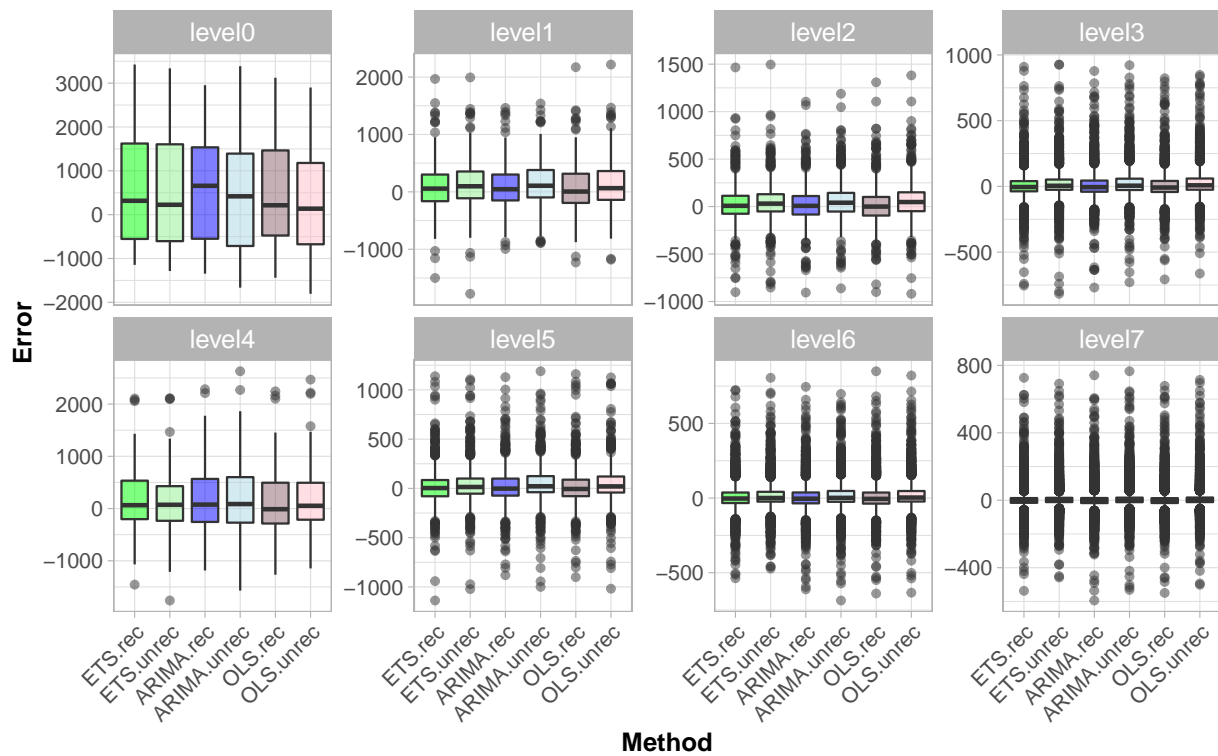 level0 level1 level2 level3
3000
2000
1000
0
−1000
−2000
2000
1000
0
−1000
1500
1000
500
0
−500
−1000
1000
500
0
−500
Error
level4 level5 level6 level7
2000
1000
0
−1000
1000
500
0
−500
−1000
500
0
−500
800
400
0
−400
ETS.rec
ETS.unrec
ARIMA.rec
ARIMA.unrec
OLS.rec
OLS.unrec
ETS.rec
ETS.unrec
ARIMA.rec
ARIMA.unrec
OLS.rec
OLS.unrec
ETS.rec
ETS.unrec
ARIMA.rec
ARIMA.unrec
OLS.rec
OLS.unrec
ETS.rec
ETS.unrec
ARIMA.rec
ARIMA.unrec
OLS.rec
OLS.unrec
Method